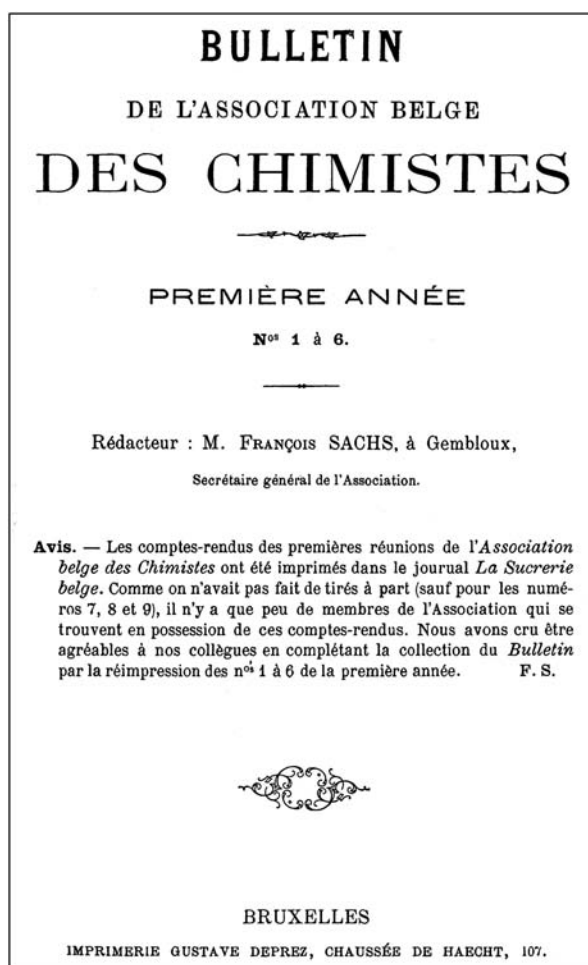 BULLETIN
DE L'ASSOCIATION BELGE
DES CHIMISTES
PREMIÈRE ANNÉE
Nos 1 à 6.
Rédacteur : M. FRANÇOIS SACHS, à Gembloux,
Secrétaire général de l'Association.
Avis. — Les comptes-rendus des premières réunions de l'Association
belge des Chimistes ont été imprimés dans le jourual La Sucrerie
belge. Comme on n'avait pas fait de tirés à part (sauf pour les numé-
ros 7, 8 et 9), il n'y a que peu de membres de l'Association qui se
trouvent en possession de ces comptes-rendus. Nous avons cru être
agréables à nos collègues en complétant la collection du Bulletin
par la réimpression des nos 1 à 6 de la première année. F. S.
BRUXELLES
IMPRIMERIE GUSTAVE DEPREZ, CHAUSSÉE DE HAECHT, 107.